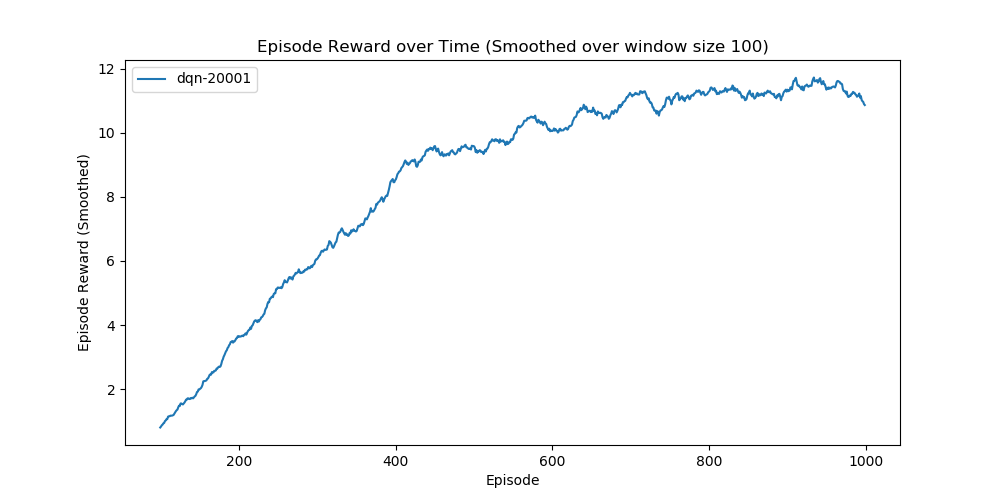 Episode Reward over Time (Smoothed over window size 100)
dqn-20001
Episode Reward (Smoothed)
12
10
8
6
4
2
200 400 600 800 1000
Episode